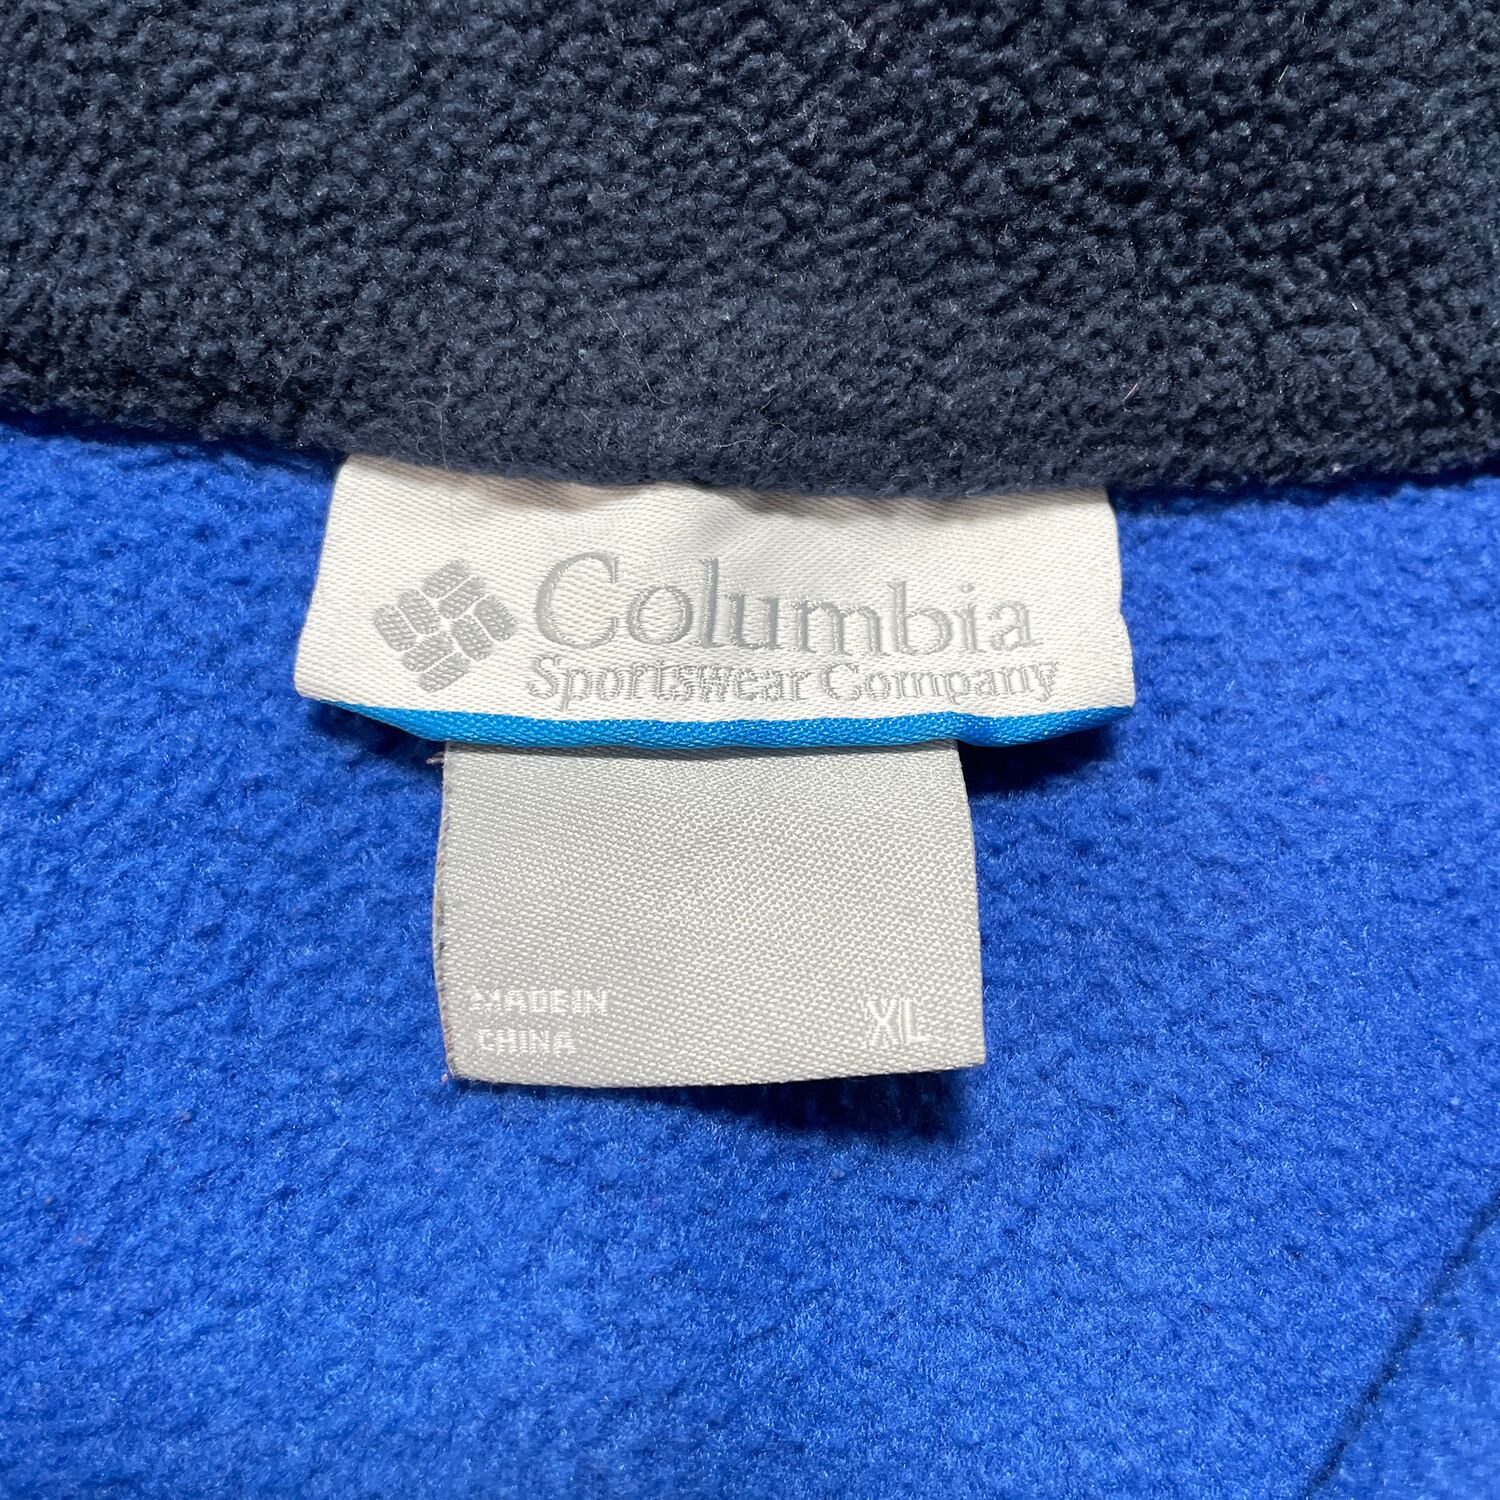 Columbia
Sportswear Company
MADE IN
CHINA
XL